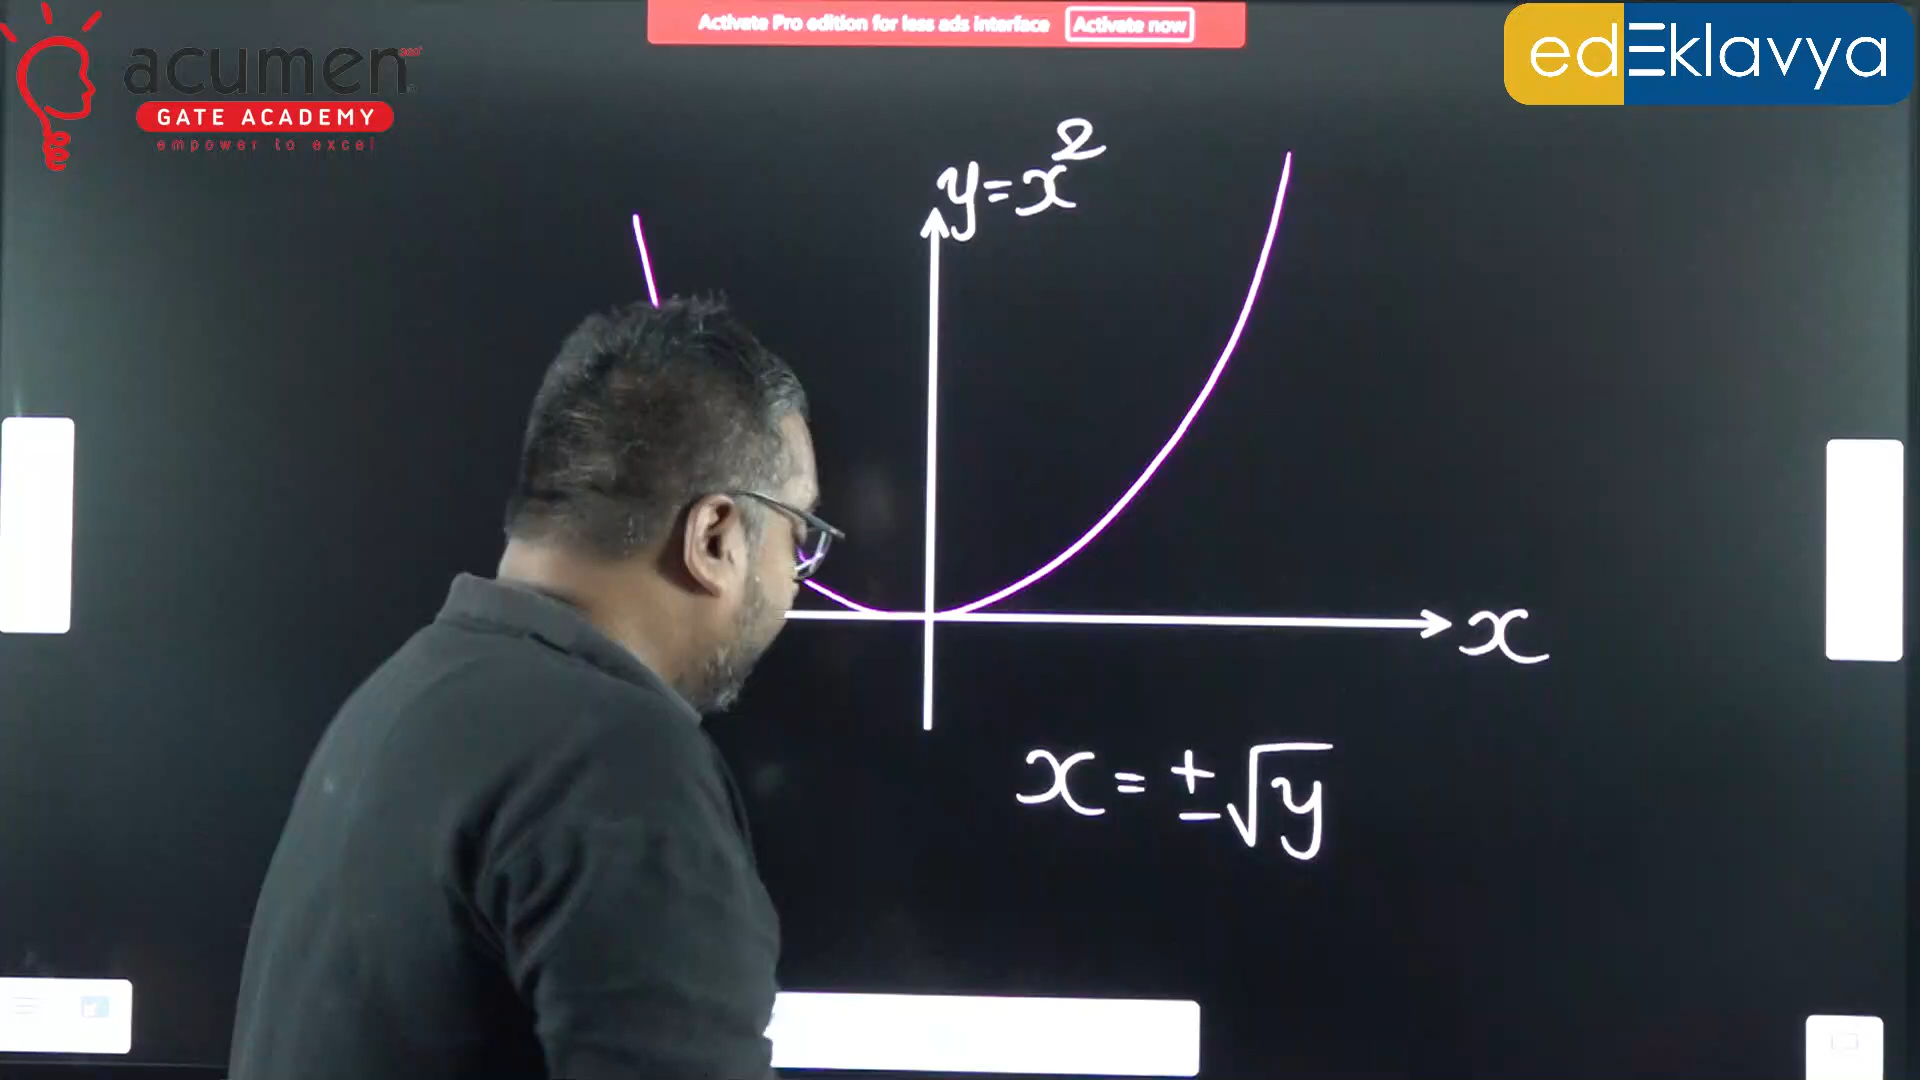 Activate Pro edition for less ads interface Activate now
acumen
GATE ACADEMY
empower to excel
edEklavya
y=x²
x
x = ±√y